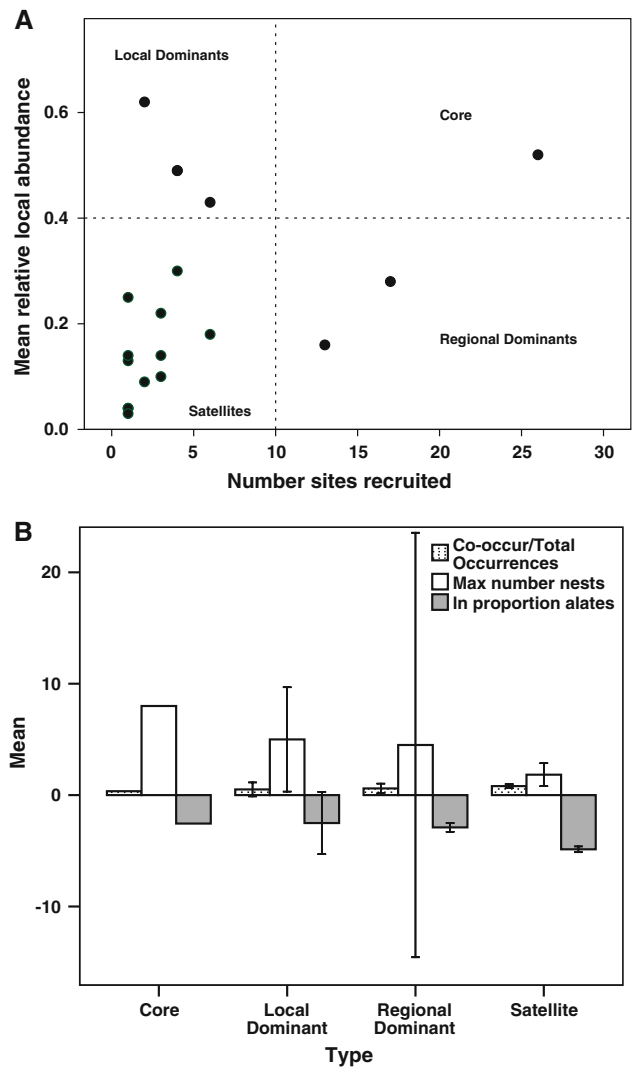 A
Local Dominants
Core
Regional Dominants
Satellites
Mean relative local abundance
0.6
0.4
0.2
0.0
0 5 10 15 20 25 30
Number sites recruited
B
Co-occur/Total
Occurrences
Max number nests
ln proportion alates
Mean
20
10
0
-10
Core Local Dominant Regional Dominant Satellite
Type